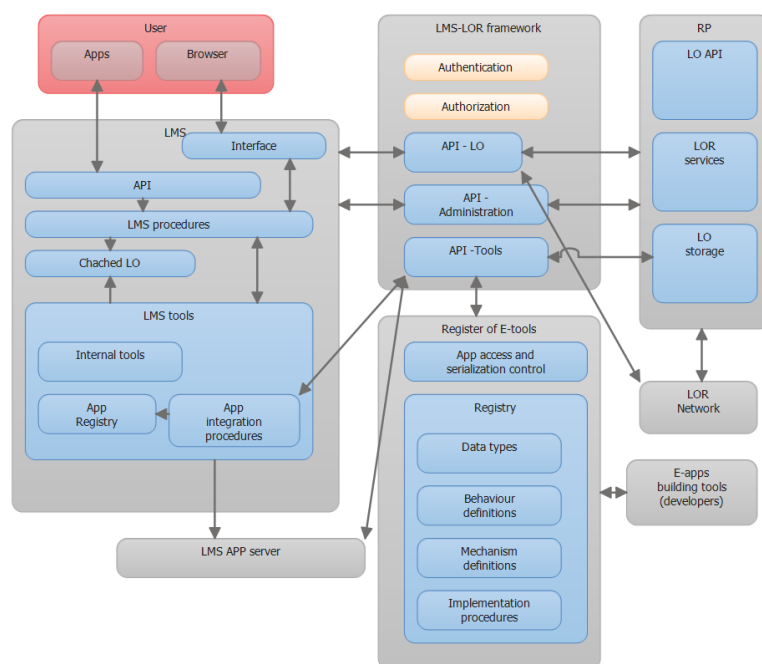 User
Apps
Browser
LMS
Interface
API
LMS procedures
Chached LO
LMS tools
Internal tools
App
Registry
App
integration
procedures
LMS APP server
LMS-LOR framework
Authentication
Authorization
API - LO
API -
Administration
API -Tools
Register of E-tools
App access and
serialization control
Registry
Data types
Behaviour
definitions
Mechanism
definitions
Implementation
procedures
RP
LO API
LOR
services
LO
storage
LOR
Network
E-apps
building tools
(developers)